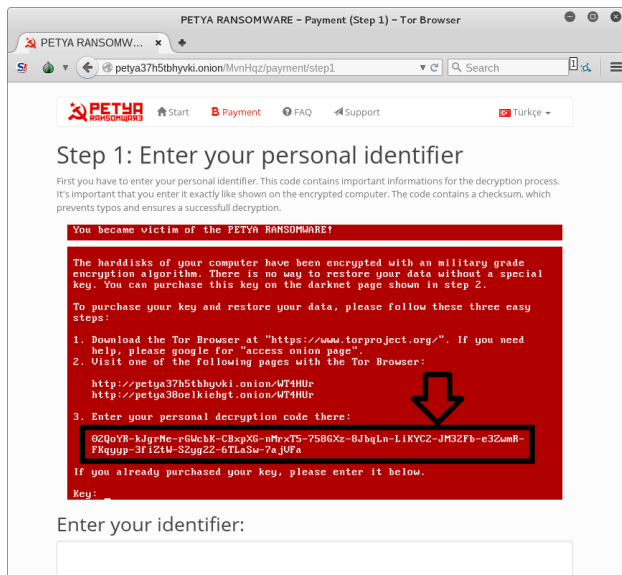 PETYA RANSOMWARE – Payment (Step 1) – Tor Browser
PETYA RANSOMW...
petya37h5tbhyvki.onion/MvnHqz/payment/step1
Search
1
PETYA
RANSOMWARE
Start
Payment
FAQ
Support
Türkçe
Step 1: Enter your personal identifier
First you have to enter your personal identifier. This code contains important informations for the decryption process.
It's important that you enter it exactly like shown on the encrypted computer. The code contains a checksum, which
prevents typos and ensures a successfull decryption.
You became victim of the PETYA RANSOMWARE!
The harddisks of your computer have been encrypted with an military grade
encryption algorithm. There is no way to restore your data without a special
key. You can purchase this key on the darknet page shown in step 2.
To purchase your key and restore your data, please follow these three easy
steps:
1. Download the Tor Browser at "https://www.torproject.org/". If you need
help, please google for "access onion page".
2. Visit one of the following pages with the Tor Browser:
http://petya37h5tbhyvki.onion/WT4HUr
http://petya38oelkiehgt.onion/WT4HUr
3. Enter your personal decryption code there:
02QoYR-kJgrNe-rGWcbK-CBxpXG-nMrxT5-758GXz-8JbqLn-LiKYC2-JM32Fb-e3ZwmR-
FKqyyp-3fiZtW-S2yg22-6TLaSw-7ajVFa
If you already purchased your key, please enter it below.
Key: _
Enter your identifier: